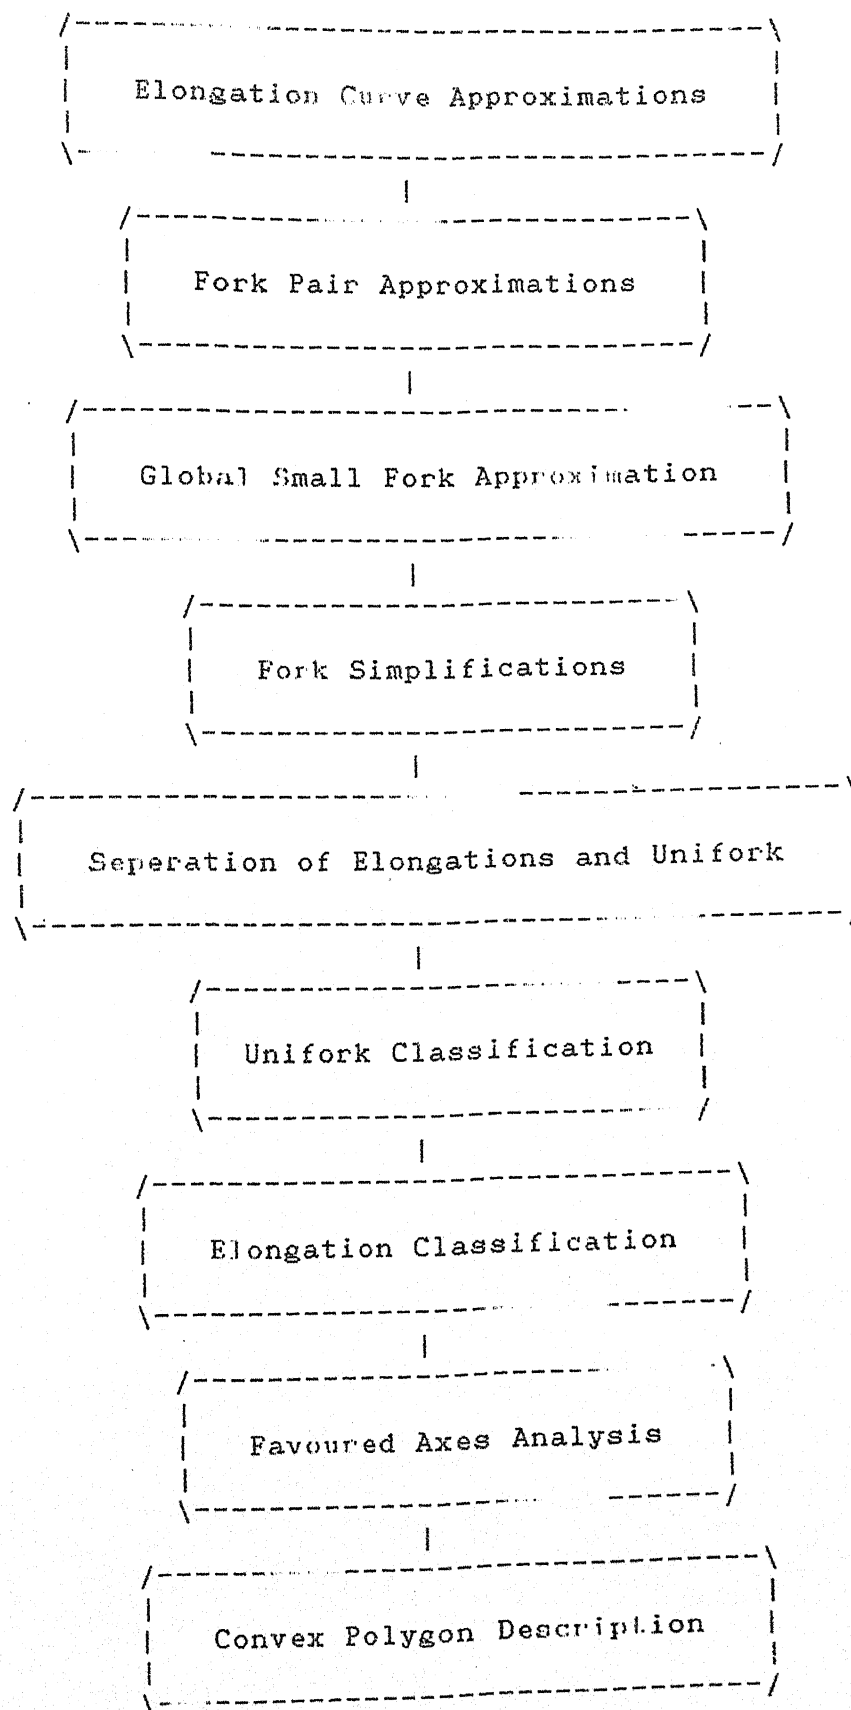 Elongation Curve Approximations
Fork Pair Approximations
Global Small Fork Approximation
Fork Simplifications
Seperation of Elongations and Unifork
Unifork Classification
Elongation Classification
Favoured Axes Analysis
Convex Polygon Description